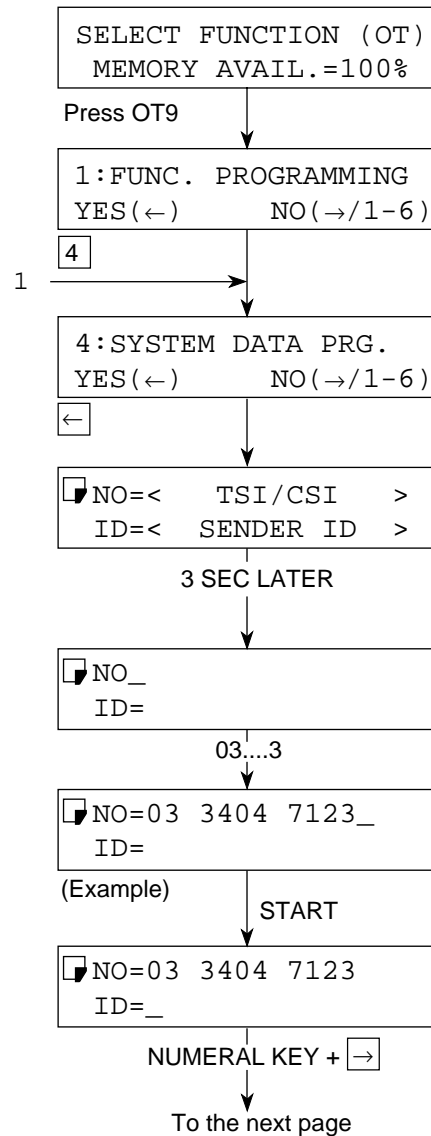 SELECT FUNCTION (OT)
MEMORY AVAIL.=100%
Press OT9
1:FUNC. PROGRAMMING
YES(←) NO(→/1-6)
4
1
4:SYSTEM DATA PRG.
YES(←) NO(→/1-6)
←
NO=< TSI/CSI >
ID=< SENDER ID >
3 SEC LATER
NO_
ID=
03....3
NO=03 3404 7123_
ID=
(Example)
START
NO=03 3404 7123
ID=_
NUMERAL KEY + →
To the next page